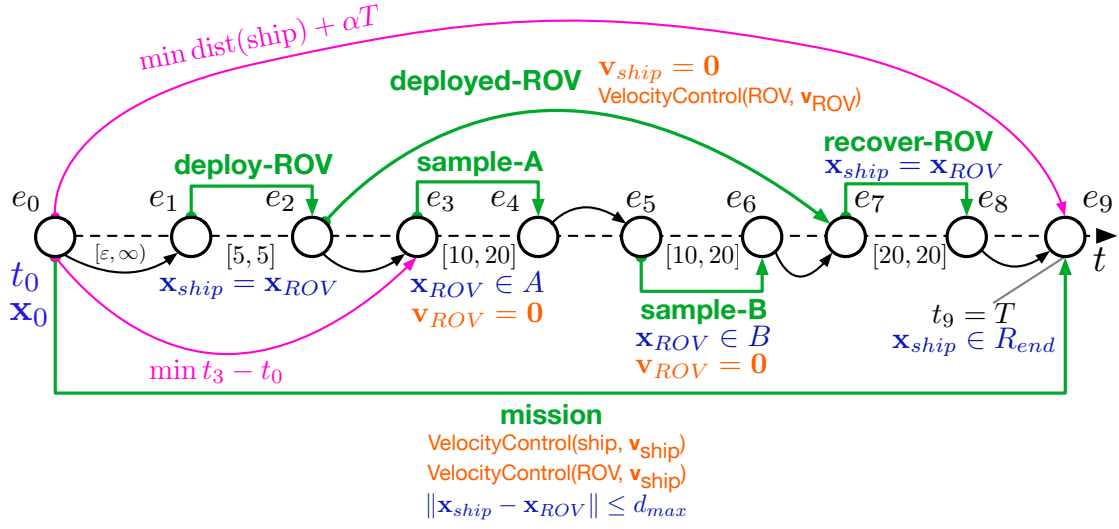 min dist(ship) + αT
deployed-ROV
v_ship = 0
VelocityControl(ROV, v_ROV)
deploy-ROV
sample-A
recover-ROV
x_ship = x_ROV
e_0 e_1 e_2 e_3 e_4 e_5 e_6 e_7 e_8 e_9
[ε, ∞) [5, 5] [10, 20] [10, 20] [20, 20] t
t_0
x_0
x_ship = x_ROV
x_ROV ∈ A
v_ROV = 0
sample-B
x_ROV ∈ B
v_ROV = 0
t_9 = T
x_ship ∈ R_end
min t_3 − t_0
mission
VelocityControl(ship, v_ship)
VelocityControl(ROV, v_ship)
‖x_ship − x_ROV‖ ≤ d_max